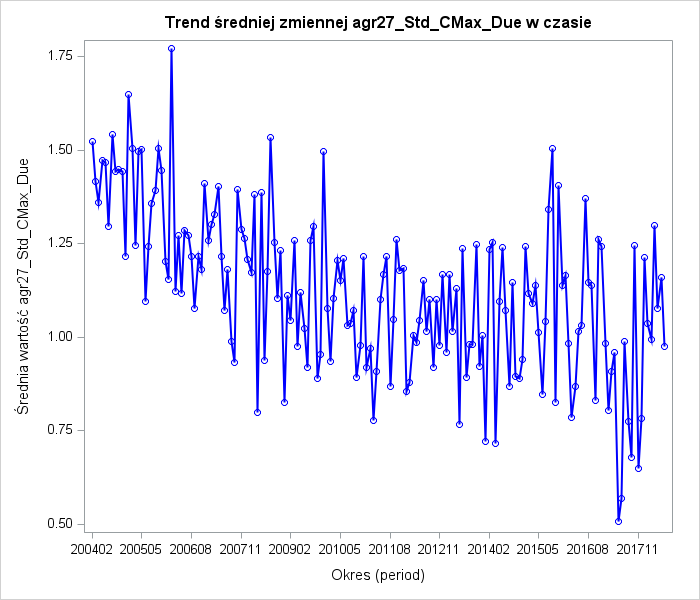 Trend średniej zmiennej agr27_Std_CMax_Due w czasie
Średnia wartość agr27_Std_CMax_Due
1.75
1.50
1.25
1.00
0.75
0.50
200402 200505 200608 200711 200902 201005 201108 201211 201402 201505 201608 201711
Okres (period)